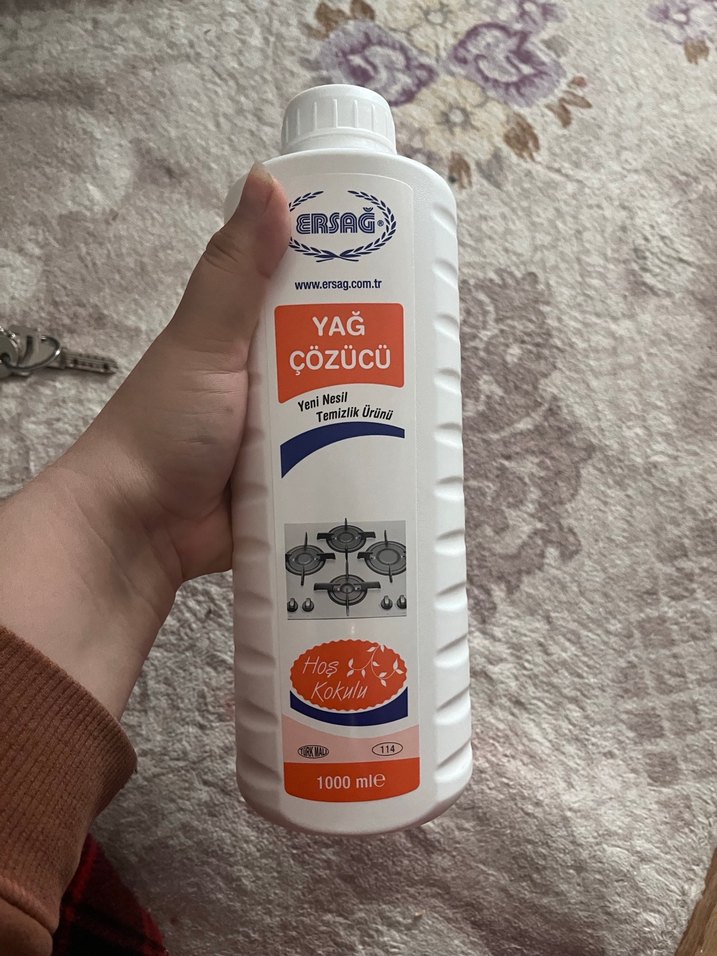 ERSAĞ®
www.ersag.com.tr
YAĞ
ÇÖZÜCÜ
Yeni Nesil
Temizlik Ürünü
Hoş
Kokulu
TÜRK MALI
114
1000 ml℮